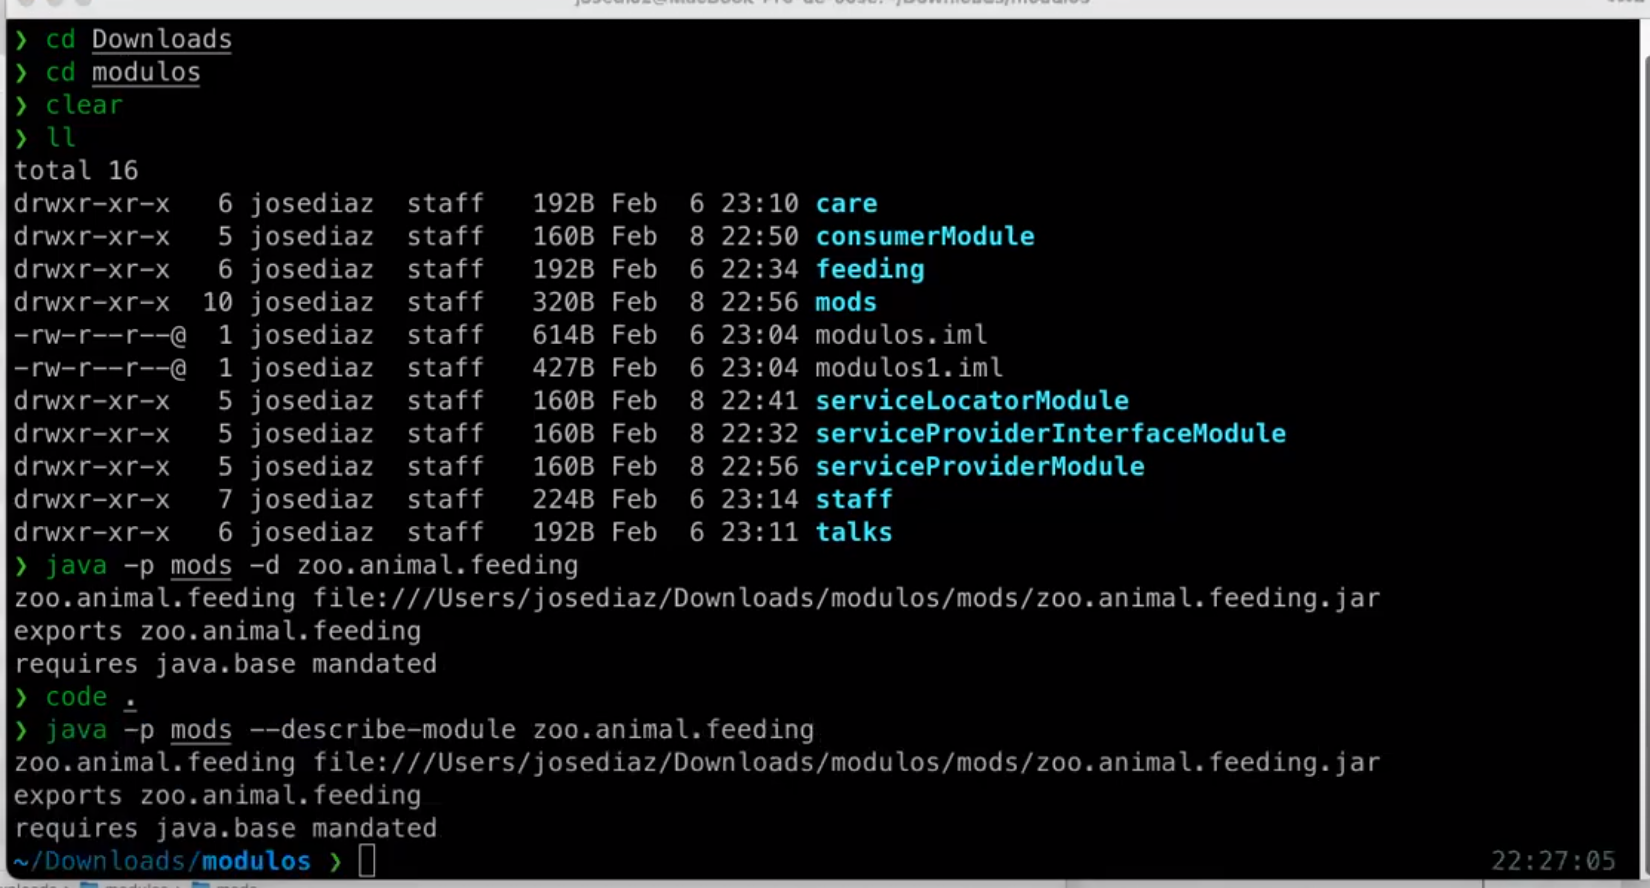 ❯ cd Downloads
❯ cd modulos
❯ clear
❯ ll
total 16
drwxr-xr-x   6 josediaz  staff   192B Feb  6 23:10 care
drwxr-xr-x   5 josediaz  staff   160B Feb  8 22:50 consumerModule
drwxr-xr-x   6 josediaz  staff   192B Feb  6 22:34 feeding
drwxr-xr-x  10 josediaz  staff   320B Feb  8 22:56 mods
-rw-r--r--@  1 josediaz  staff   614B Feb  6 23:04 modulos.iml
-rw-r--r--@  1 josediaz  staff   427B Feb  6 23:04 modulos1.iml
drwxr-xr-x   5 josediaz  staff   160B Feb  8 22:41 serviceLocatorModule
drwxr-xr-x   5 josediaz  staff   160B Feb  8 22:32 serviceProviderInterfaceModule
drwxr-xr-x   5 josediaz  staff   160B Feb  8 22:56 serviceProviderModule
drwxr-xr-x   7 josediaz  staff   224B Feb  6 23:14 staff
drwxr-xr-x   6 josediaz  staff   192B Feb  6 23:11 talks
❯ java -p mods -d zoo.animal.feeding
zoo.animal.feeding file:///Users/josediaz/Downloads/modulos/mods/zoo.animal.feeding.jar
exports zoo.animal.feeding
requires java.base mandated
❯ code .
❯ java -p mods --describe-module zoo.animal.feeding
zoo.animal.feeding file:///Users/josediaz/Downloads/modulos/mods/zoo.animal.feeding.jar
exports zoo.animal.feeding
requires java.base mandated
~/Downloads/modulos ❯ 22:27:05